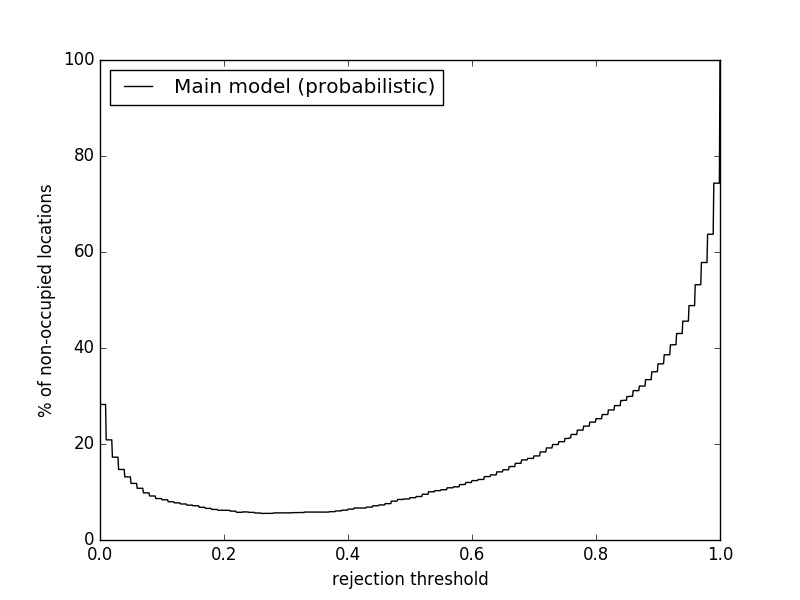 Main model (probabilistic)
100
80
60
40
20
0
% of non-occupied locations
0.0 0.2 0.4 0.6 0.8 1.0
rejection threshold